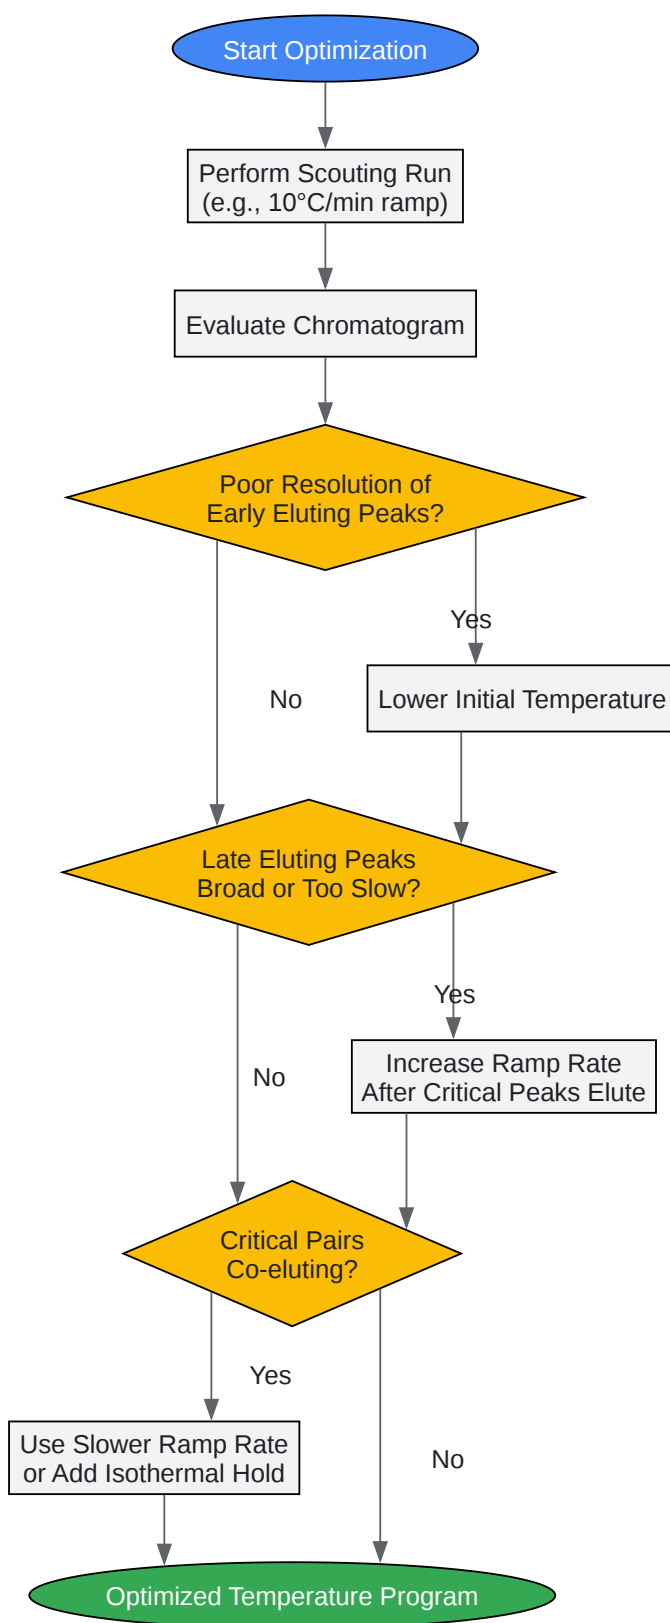 Start Optimization
Perform Scouting Run
(e.g., 10°C/min ramp)
Evaluate Chromatogram
Poor Resolution of
Early Eluting Peaks?
Yes
No
Lower Initial Temperature
Late Eluting Peaks
Broad or Too Slow?
Yes
No
Increase Ramp Rate
After Critical Peaks Elute
Critical Pairs
Co-eluting?
Yes
No
Use Slower Ramp Rate
or Add Isothermal Hold
Optimized Temperature Program